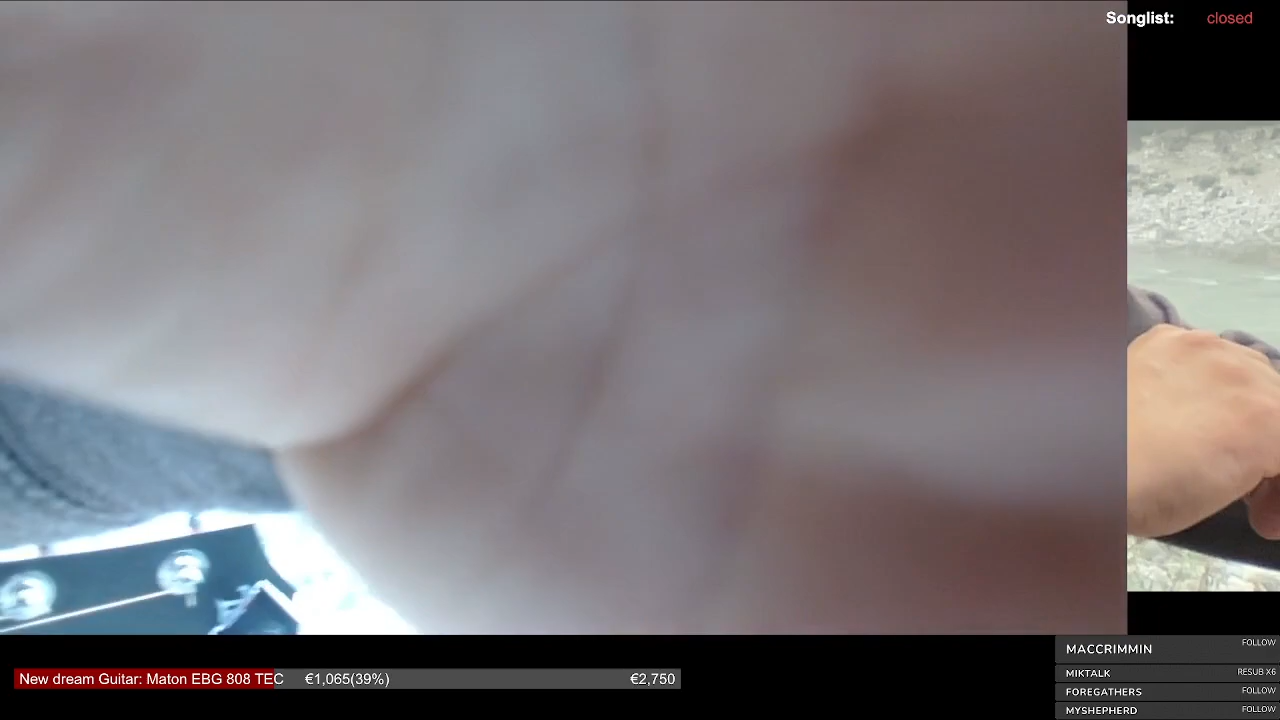 Songlist: closed
New dream Guitar: Maton EBG 808 TEC €1,065(39%) €2,750
MACCRIMMIN FOLLOW
MIKTALK RESUB X6
FOREGATHERS FOLLOW
MYSHEPHERD FOLLOW